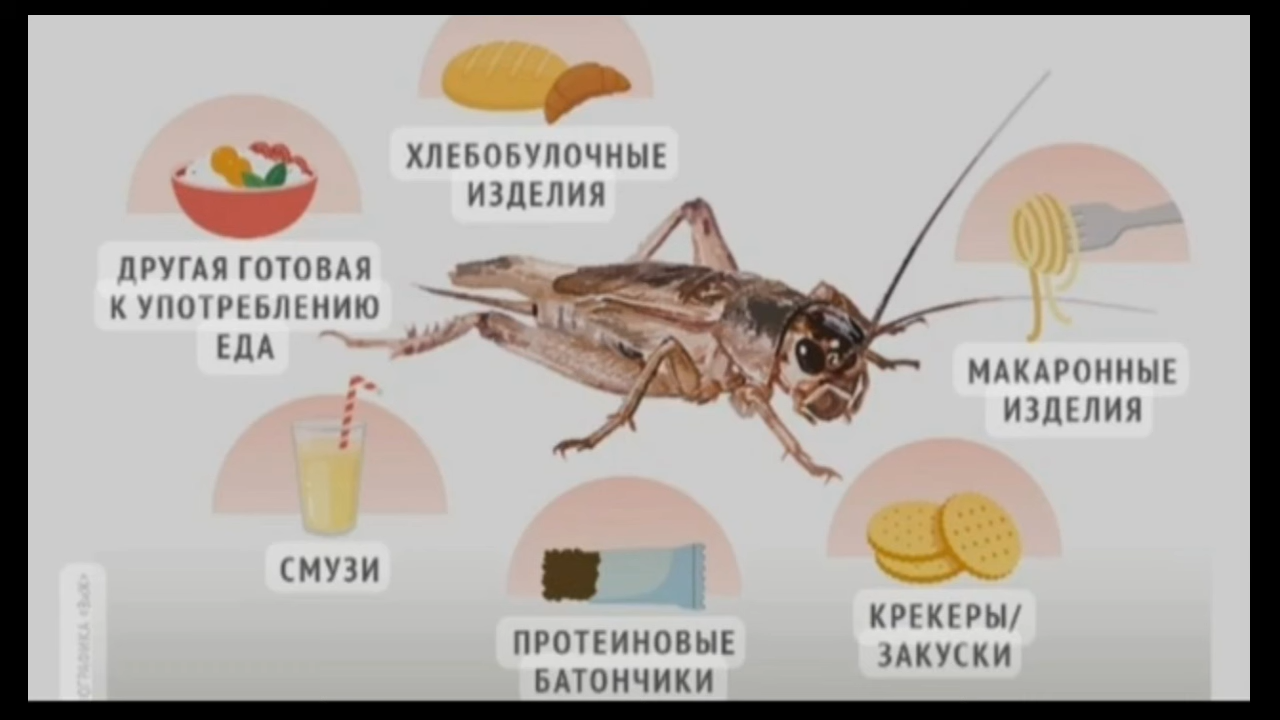 ХЛЕБОБУЛОЧНЫЕ
ИЗДЕЛИЯ
ДРУГАЯ ГОТОВАЯ
К УПОТРЕБЛЕНИЮ
ЕДА
МАКАРОННЫЕ
ИЗДЕЛИЯ
СМУЗИ
ПРОТЕИНОВЫЕ
БАТОНЧИКИ
КРЕКЕРЫ/
ЗАКУСКИ